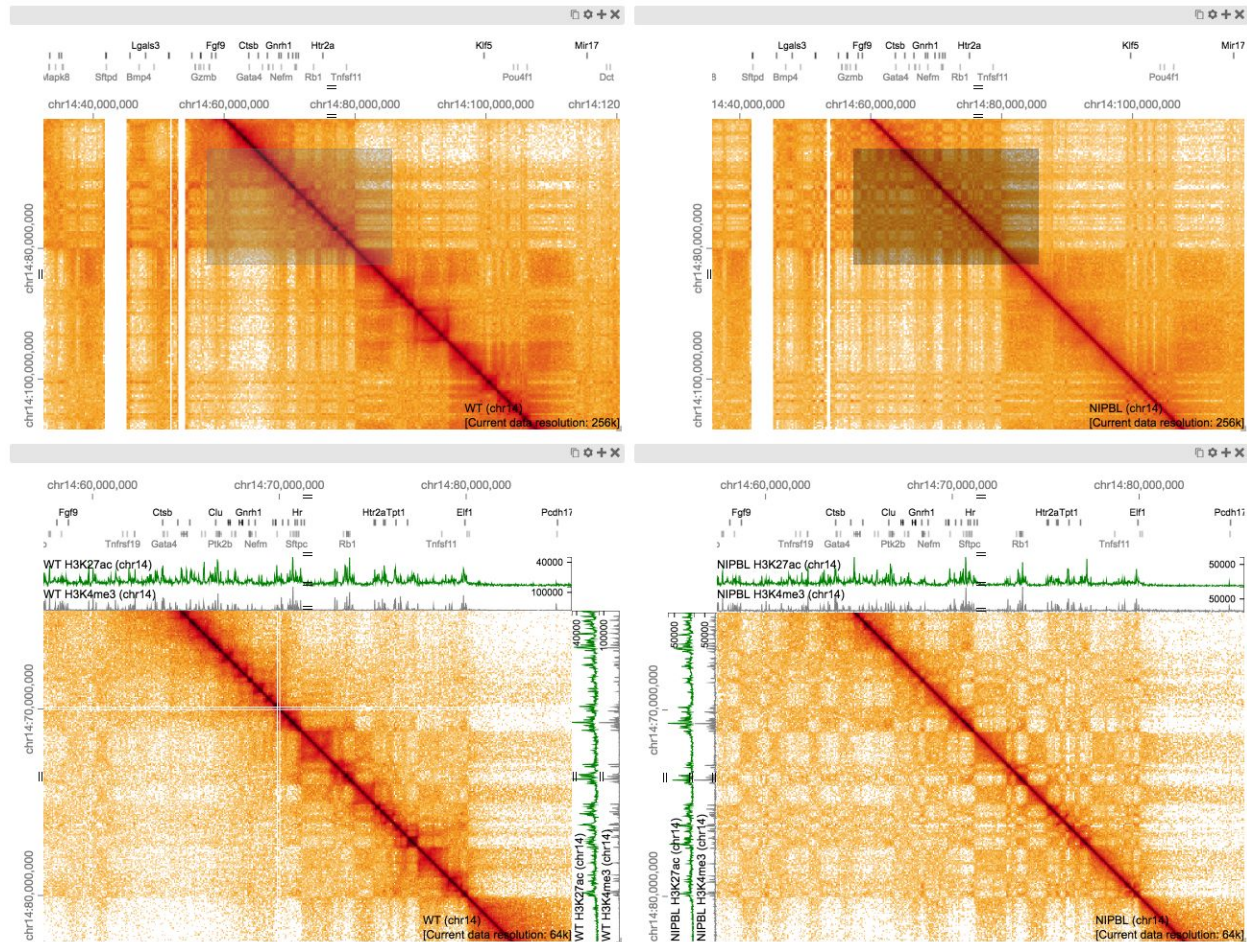 Lgals3 Fgf9 Ctsb Gnrh1 Htr2a Klf5 Mir17
Mapk8 Sftpd Bmp4 Gzmb Gata4 Nefm Rb1 Tnfsf11 Pou4f1 Dct
chr14:40,000,000 chr14:60,000,000 chr14:80,000,000 chr14:100,000,000 chr14:120
chr14:80,000,000
chr14:100,000,000
WT (chr14)
[Current data resolution: 256k]
Lgals3 Fgf9 Ctsb Gnrh1 Htr2a Klf5 Mir17
8 Sftpd Bmp4 Gzmb Gata4 Nefm Rb1 Tnfsf11 Pou4f1
14:40,000,000 chr14:60,000,000 chr14:80,000,000 chr14:100,000,000
chr14:80,000,000
chr14:100,000,000
NIPBL (chr14)
[Current data resolution: 256k]
chr14:60,000,000 chr14:70,000,000 chr14:80,000,000
Fgf9 Ctsb Clu Gnrh1 Hr Htr2a Tpt1 Elf1 Pcdh17
Tnfrsf19 Gata4 Ptk2b Nefm Sftpc Rb1 Tnfsf11
WT H3K27ac (chr14) 40000
WT H3K4me3 (chr14) 100000
40000
100000
chr14:70,000,000
chr14:80,000,000
WT H3K27ac (chr14)
WT H3K4me3 (chr14)
WT (chr14)
[Current data resolution: 64k]
chr14:60,000,000 chr14:70,000,000 chr14:80,000,000
Fgf9 Ctsb Clu Gnrh1 Hr Htr2a Tpt1 Elf1 Pcdh17
Tnfrsf19 Gata4 Ptk2b Nefm Sftpc Rb1 Tnfsf11
NIPBL H3K27ac (chr14) 50000
NIPBL H3K4me3 (chr14) 50000
50000
50000
chr14:70,000,000
chr14:80,000,000
NIPBL H3K27ac (chr14)
NIPBL H3K4me3 (chr14)
NIPBL (chr14)
[Current data resolution: 64k]